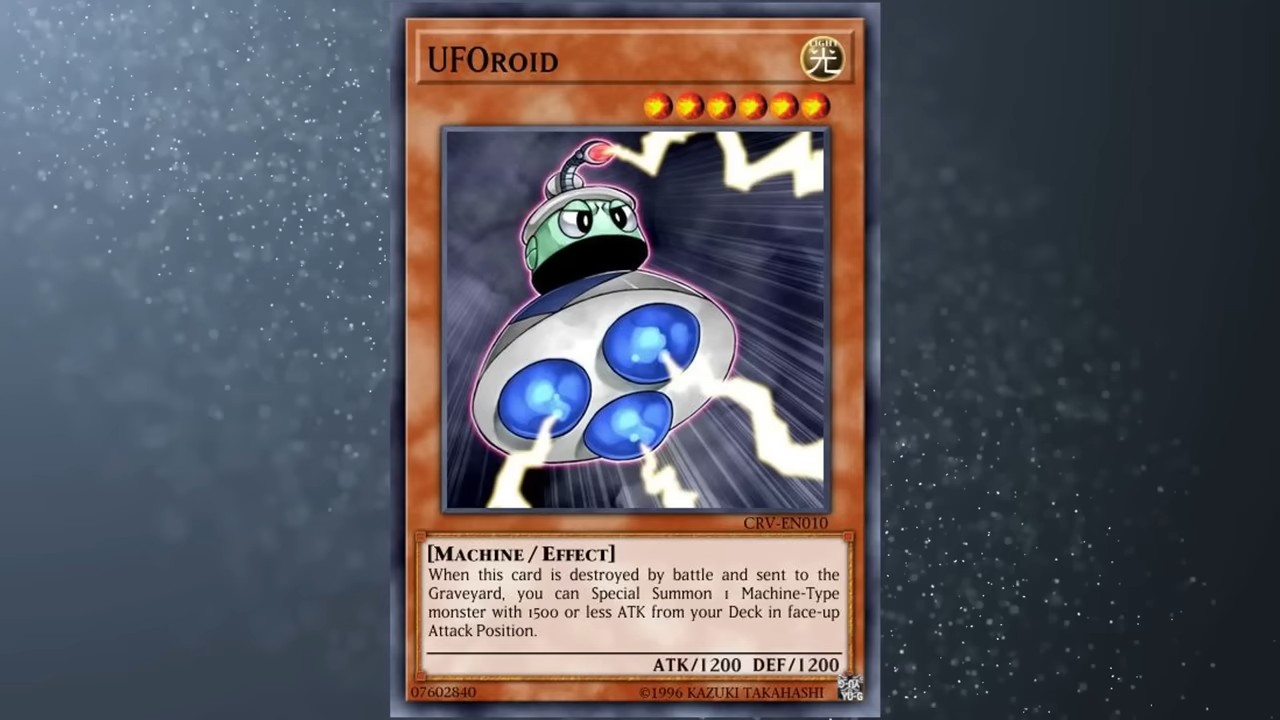 UFOROID
LIGHT
光
CRV-EN010
[MACHINE / EFFECT]
When this card is destroyed by battle and sent to the
Graveyard, you can Special Summon 1 Machine-Type
monster with 1500 or less ATK from your Deck in face-up
Attack Position.
ATK/1200 DEF/1200
07602840
©1996 KAZUKI TAKAHASHI